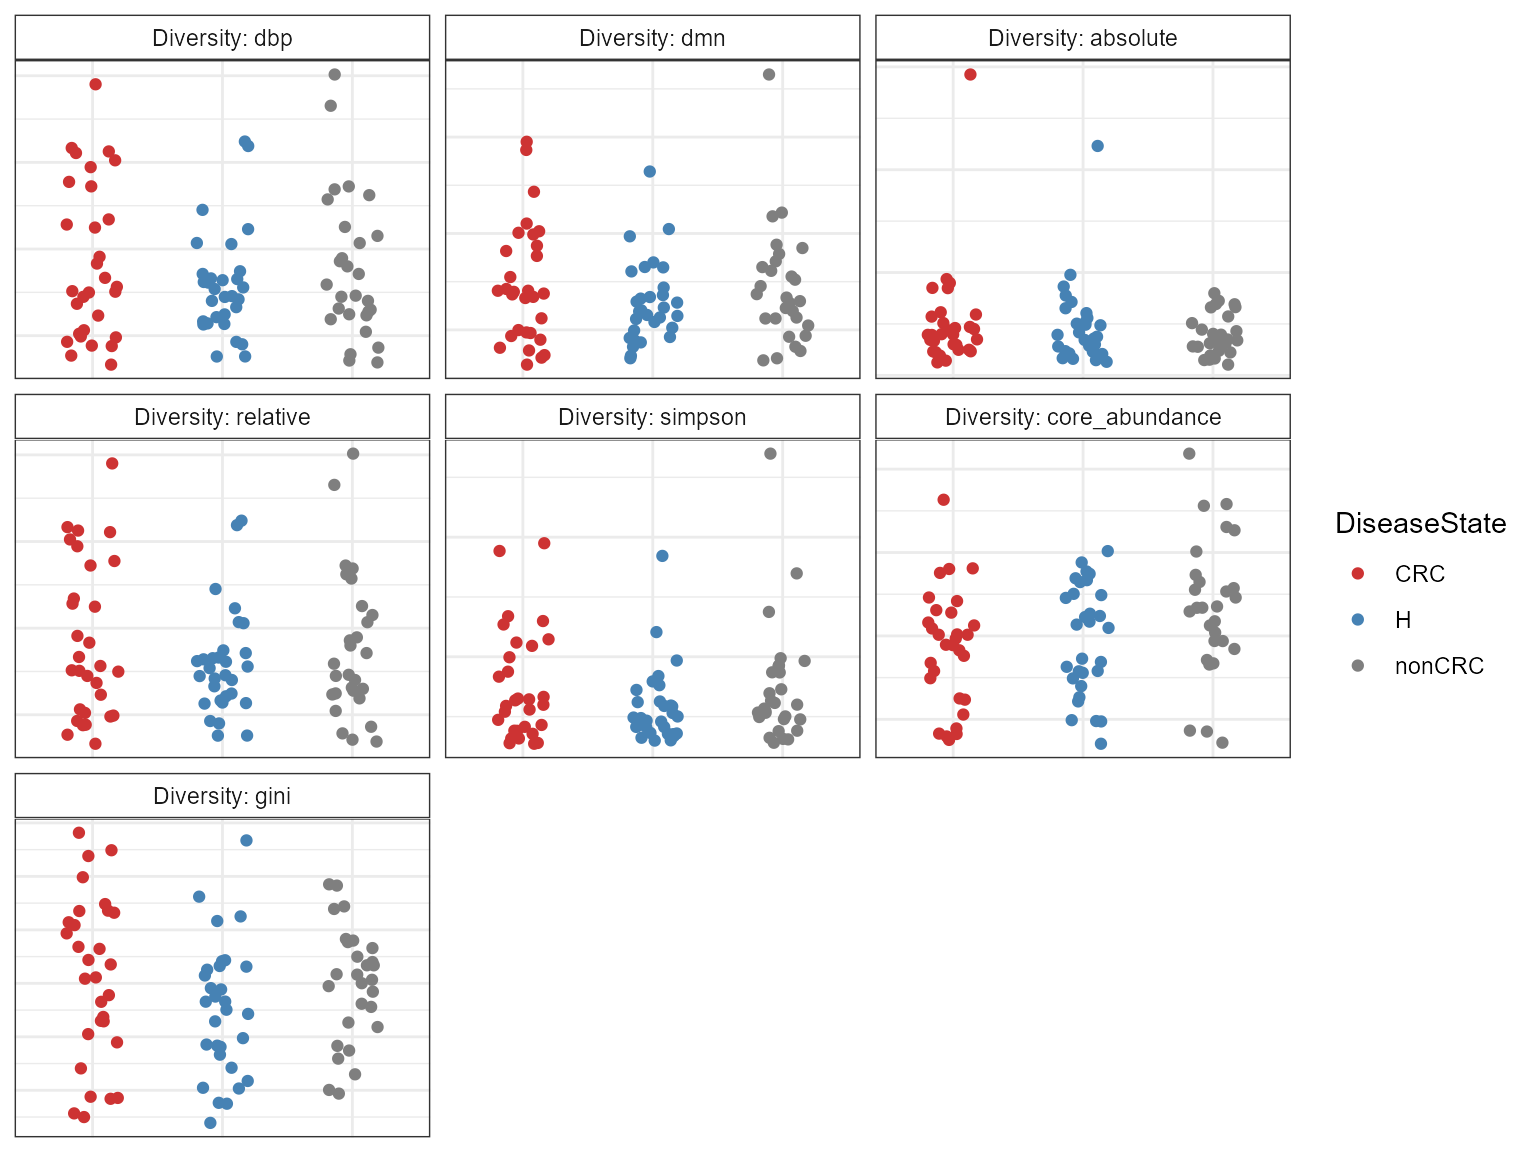 Diversity: dbp
Diversity: dmn
Diversity: absolute
Diversity: relative
Diversity: simpson
Diversity: core_abundance
Diversity: gini
DiseaseState
CRC
H
nonCRC